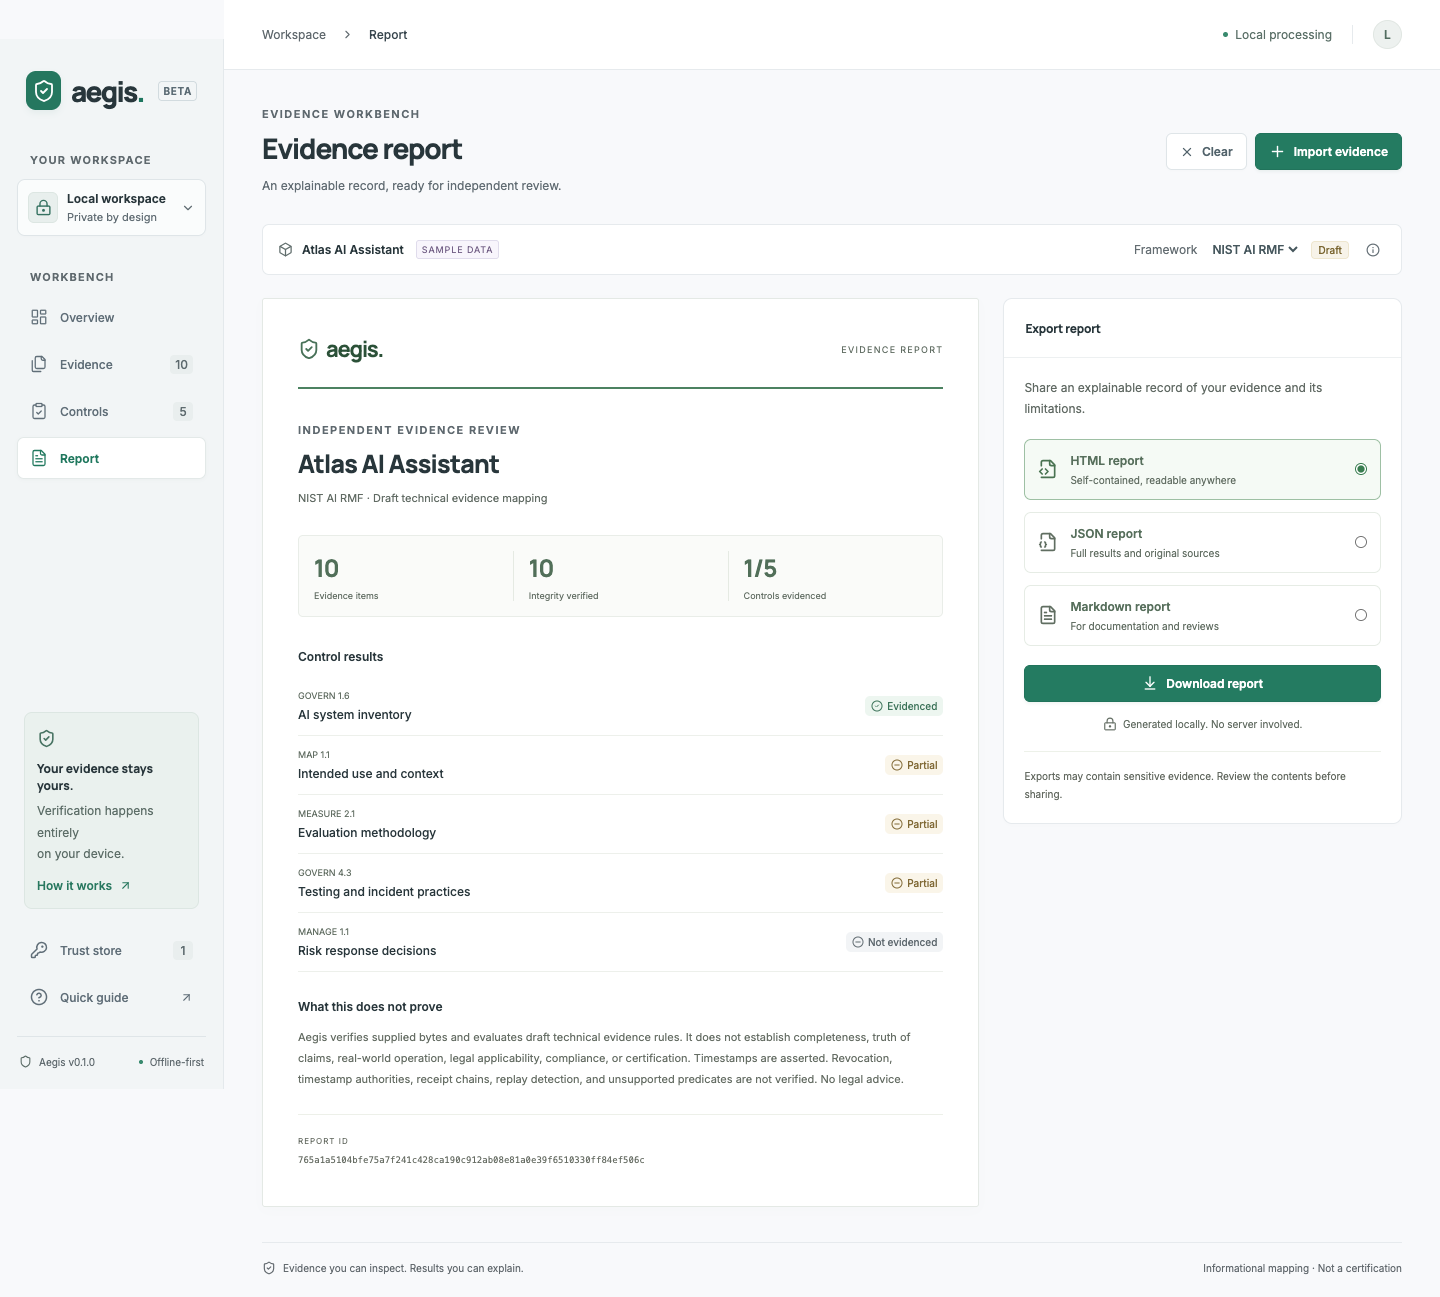 Workspace
Report
Local processing
L
aegis.
BETA
YOUR WORKSPACE
Local workspace
Private by design
WORKBENCH
Overview
Evidence
10
Controls
5
Report
Your evidence stays
yours.
Verification happens
entirely
on your device.
How it works
Trust store
1
Quick guide
Aegis v0.1.0
Offline-first
EVIDENCE WORKBENCH
Evidence report
An explainable record, ready for independent review.
Clear
Import evidence
Atlas AI Assistant
SAMPLE DATA
Framework
NIST AI RMF
Draft
aegis.
EVIDENCE REPORT
INDEPENDENT EVIDENCE REVIEW
Atlas AI Assistant
NIST AI RMF · Draft technical evidence mapping
10
Evidence items
10
Integrity verified
1/5
Controls evidenced
Control results
GOVERN 1.6
AI system inventory
Evidenced
MAP 1.1
Intended use and context
Partial
MEASURE 2.1
Evaluation methodology
Partial
GOVERN 4.3
Testing and incident practices
Partial
MANAGE 1.1
Risk response decisions
Not evidenced
What this does not prove
Aegis verifies supplied bytes and evaluates draft technical evidence rules. It does not establish completeness, truth of
claims, real-world operation, legal applicability, compliance, or certification. Timestamps are asserted. Revocation,
timestamp authorities, receipt chains, replay detection, and unsupported predicates are not verified. No legal advice.
REPORT ID
765a1a5104bfe75a7f241c428ca190c912ab08e81a0e39f6510330ff84ef506c
Export report
Share an explainable record of your evidence and its
limitations.
HTML report
Self-contained, readable anywhere
JSON report
Full results and original sources
Markdown report
For documentation and reviews
Download report
Generated locally. No server involved.
Exports may contain sensitive evidence. Review the contents before
sharing.
Evidence you can inspect. Results you can explain.
Informational mapping · Not a certification